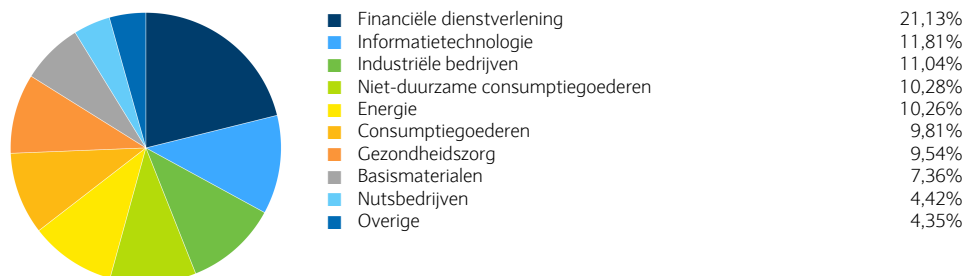 Financiële dienstverlening 21,13%
Informatietechnologie 11,81%
Industriële bedrijven 11,04%
Niet-duurzame consumptiegoederen 10,28%
Energie 10,26%
Consumptiegoederen 9,81%
Gezondheidszorg 9,54%
Basismaterialen 7,36%
Nutsbedrijven 4,42%
Overige 4,35%